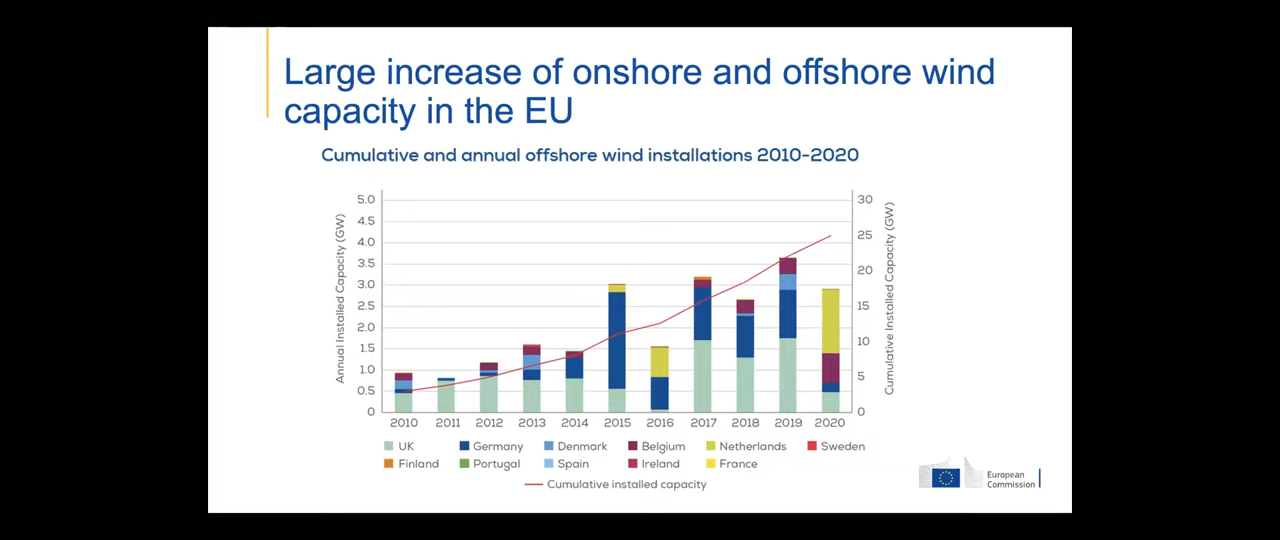 Large increase of onshore and offshore wind
capacity in the EU
Cumulative and annual offshore wind installations 2010-2020
Annual Installed Capacity (GW)
5.0
4.5
4.0
3.5
3.0
2.5
2.0
1.5
1.0
0.5
0
30
25
20
15
10
5
0
Cumulative Installed Capacity (GW)
2010 2011 2012 2013 2014 2015 2016 2017 2018 2019 2020
UK Germany Denmark Belgium Netherlands Sweden
Finland Portugal Spain Ireland France
Cumulative installed capacity
European
Commission